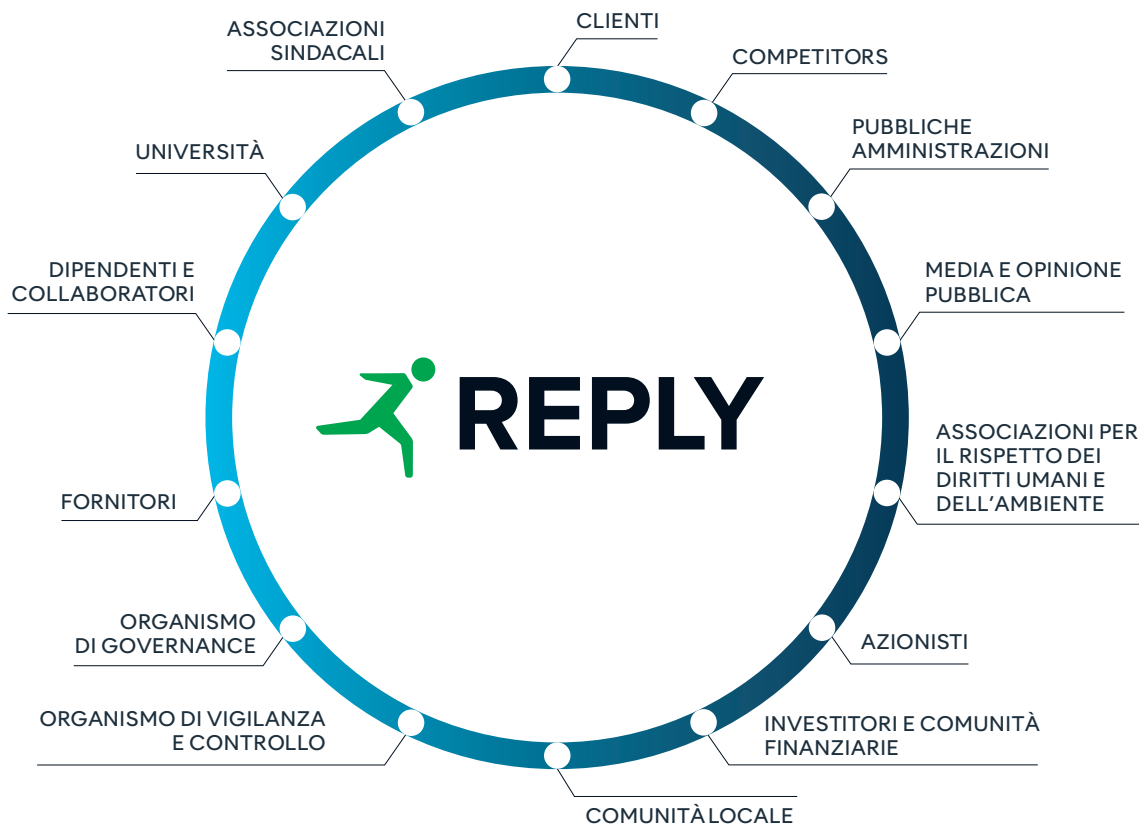 CLIENTI
COMPETITORS
PUBBLICHE
AMMINISTRAZIONI
MEDIA E OPINIONE
PUBBLICA
ASSOCIAZIONI PER
IL RISPETTO DEI
DIRITTI UMANI E
DELL'AMBIENTE
AZIONISTI
INVESTITORI E COMUNITÀ
FINANZIARIE
COMUNITÀ LOCALE
ORGANISMO DI VIGILANZA
E CONTROLLO
ORGANISMO
DI GOVERNANCE
FORNITORI
DIPENDENTI E
COLLABORATORI
UNIVERSITÀ
ASSOCIAZIONI
SINDACALI
REPLY